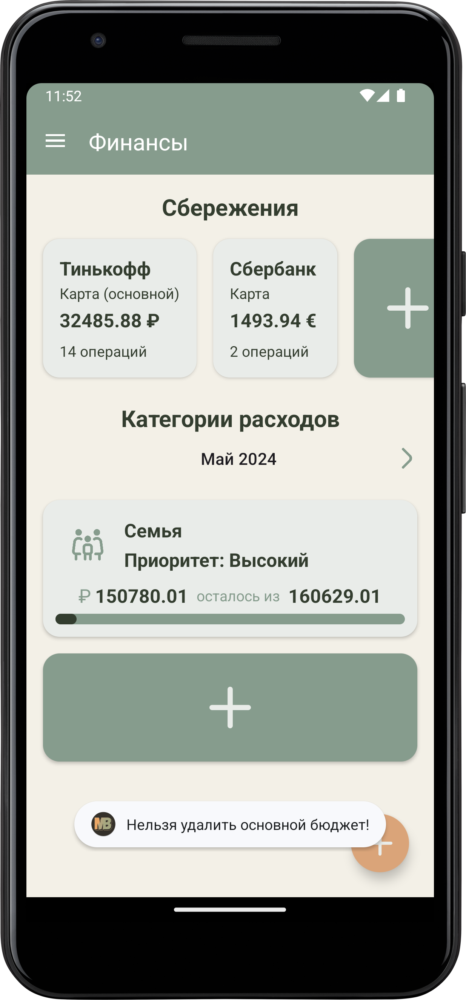 11:52
Финансы
Сбережения
Тинькофф
Карта (основной)
32485.88 ₽
14 операций
Сбербанк
Карта
1493.94 €
2 операций
Категории расходов
Май 2024
Семья
Приоритет: Высокий
₽ 150780.01 осталось из 160629.01
MB Нельзя удалить основной бюджет!